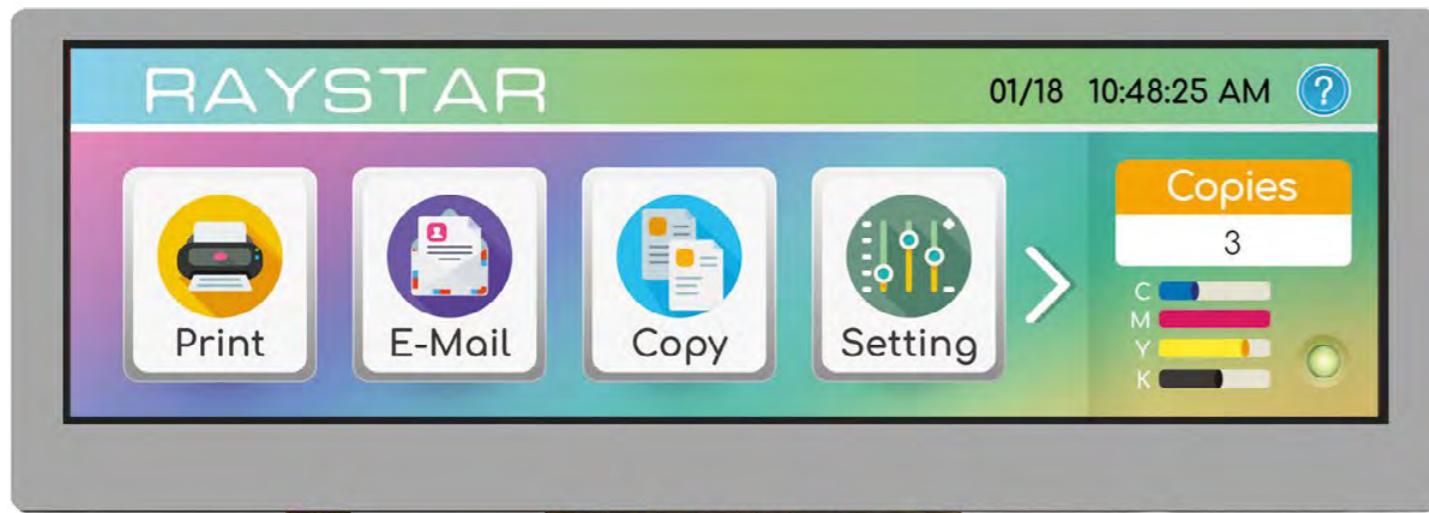 RAYSTAR
01/18 10:48:25 AM ?
Print
E-Mail
Copy
Setting
Copies
3
C
M
Y
K